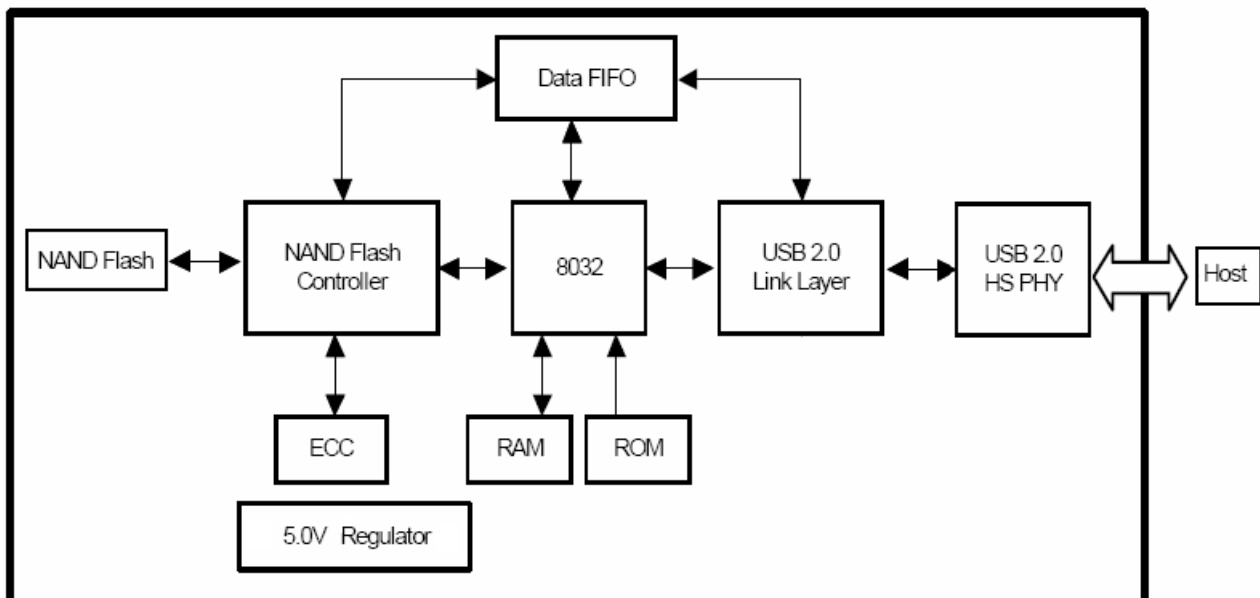 Data FIFO
NAND Flash
NAND Flash
Controller
8032
USB 2.0
Link Layer
USB 2.0
HS PHY
Host
ECC
RAM
ROM
5.0V Regulator